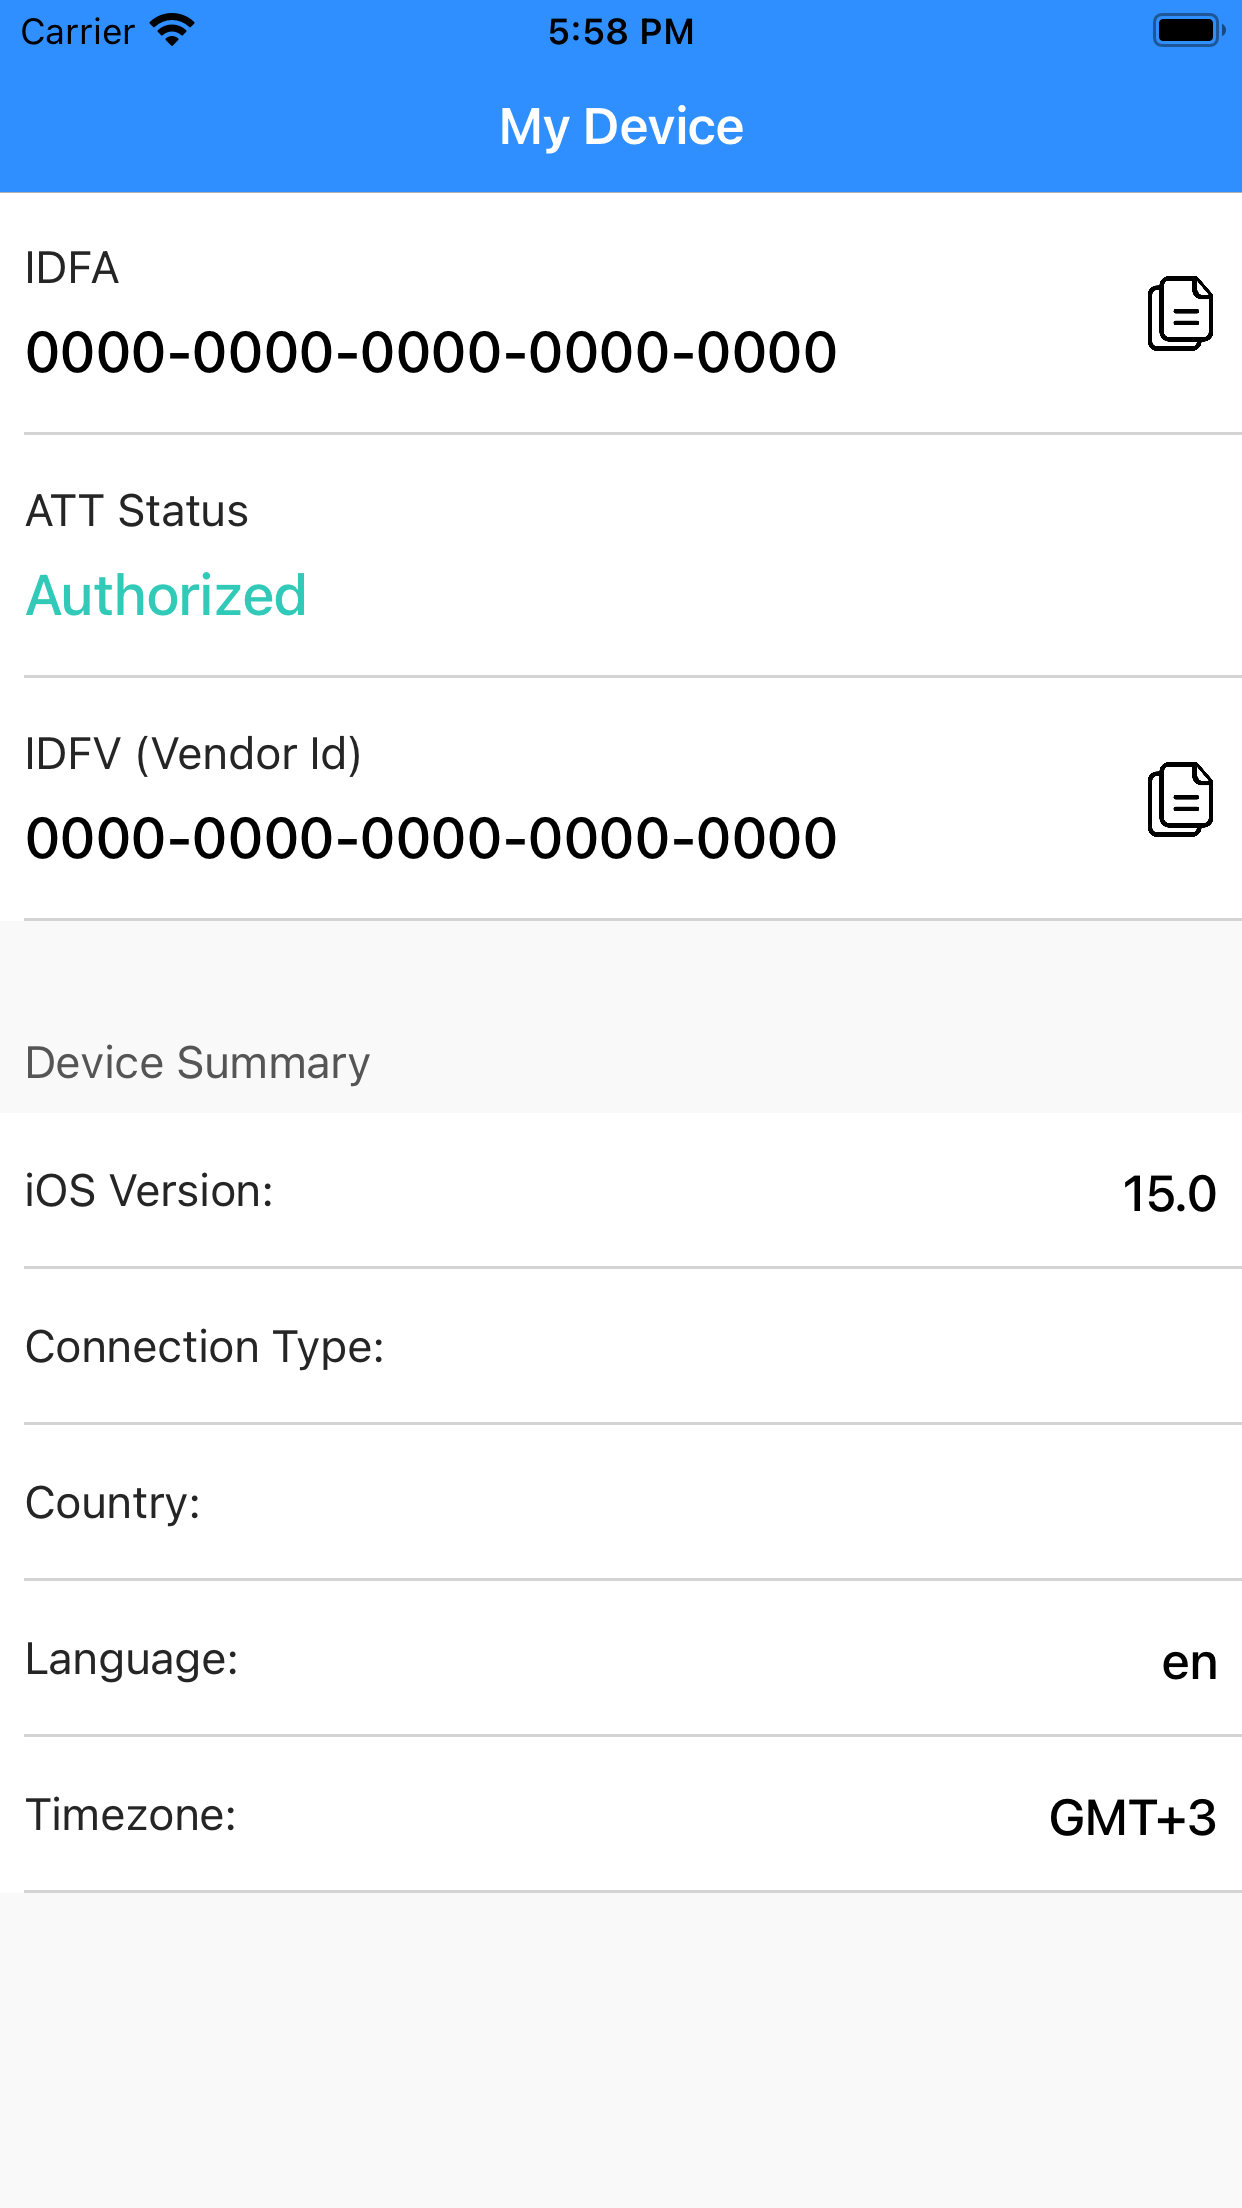 Carrier 5:58 PM
My Device
IDFA
0000-0000-0000-0000-0000
ATT Status
Authorized
IDFV (Vendor Id)
0000-0000-0000-0000-0000
Device Summary
iOS Version: 15.0
Connection Type:
Country:
Language: en
Timezone: GMT+3